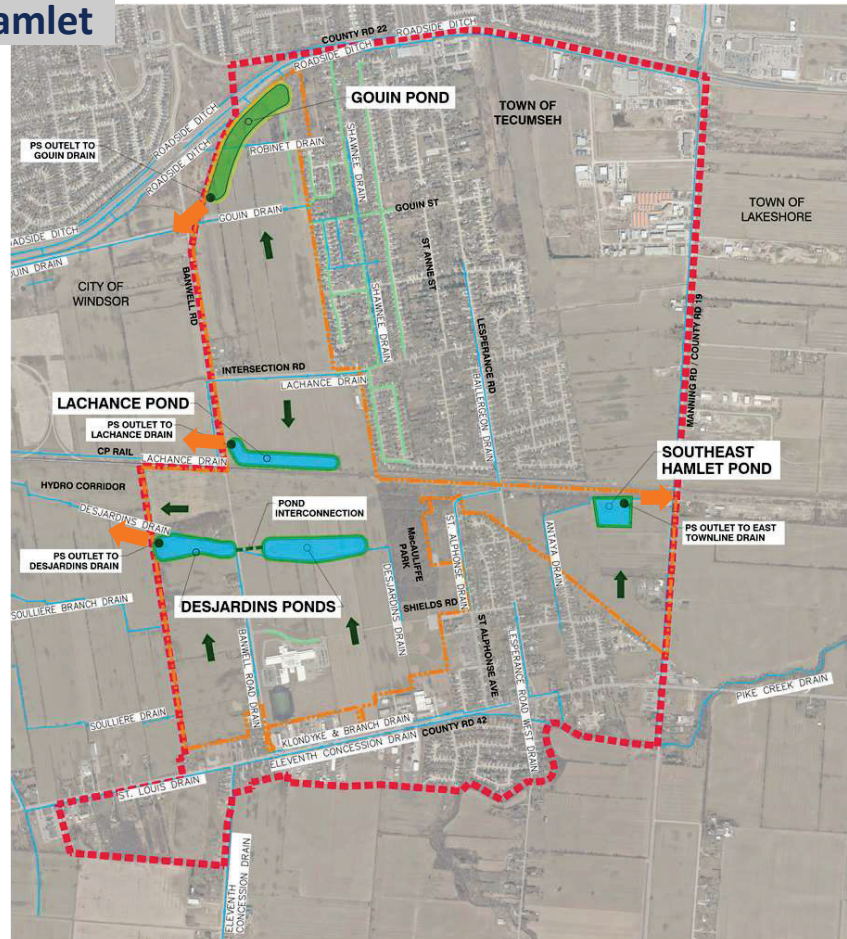 amlet
COUNTY RD 22
ROADSIDE DITCH
ROADSIDE DITCH
GOUIN POND
TOWN OF
TECUMSEH
ROADSIDE DITCH
PS OUTELT TO
GOUIN DRAIN
ROADSIDE DITCH
ROBINET DRAIN
SHAWNEE DRAIN
TOWN OF
LAKESHORE
GOUIN ST
GOUIN DRAIN
ROADSIDE DITCH
OADSIDE DITCH
OUIN DRAIN
ST ANNE ST
CITY OF
WINDSOR
BANWELL RD
SHAWNEE DRAIN
LESPERANCE RD
BAILLERGEON DRAIN
MANNING RD / COUNTY RD 19
INTERSECTION RD
LACHANCE DRAIN
LACHANCE POND
PS OUTLET TO
LACHANCE DRAIN
CP RAIL
LACHANCE DRAIN
SOUTHEAST
HAMLET POND
HYDRO CORRIDOR
DESJARDINS DRAIN
POND
INTERCONNECTION
PS OUTLET TO EAST
TOWNLINE DRAIN
PS OUTLET TO
DESJARDINS DRAIN
MacAULIFFE
PARK
ST. ALPHONSE DRAIN
ANTAYA DRAIN
DESJARDINS DRAIN
SOULLIERE BRANCH DRAIN
DESJARDINS PONDS
SHIELDS RD
BANWELL ROAD DRAIN
ST ALPHONSE AVE
LESPERANCE ROAD WEST DRAIN
PIKE CREEK DRAIN
SOULLIERE DRAIN
KLONDYKE & BRANCH DRAIN
COUNTY RD 42
ELEVENTH CONCESSION DRAIN
ST. LOUIS DRAIN
ELEVENTH
CONCESSION DRAIN